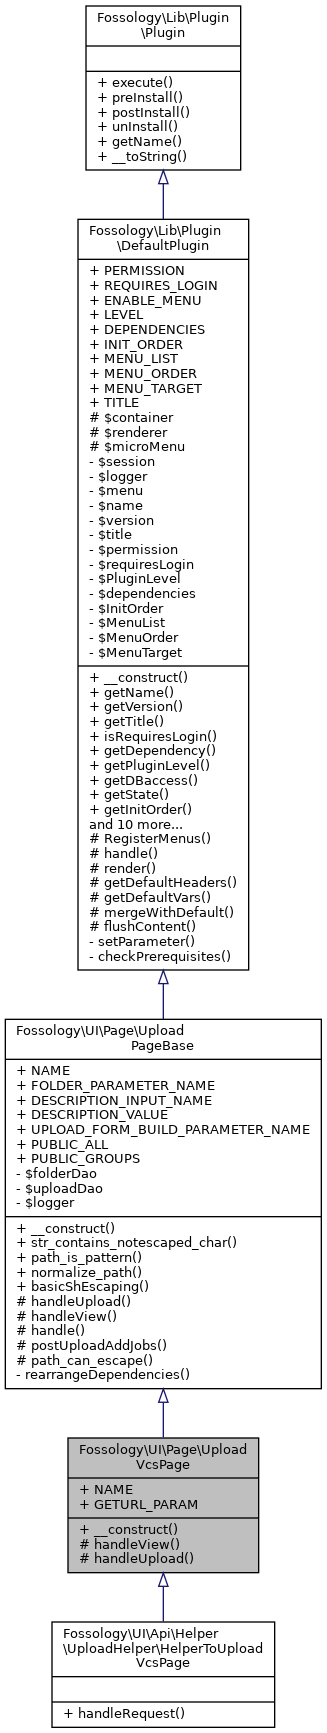 Fossology\Lib\Plugin
\Plugin
+ execute()
+ preInstall()
+ postInstall()
+ unInstall()
+ getName()
+ __toString()
Fossology\Lib\Plugin
\DefaultPlugin
+ PERMISSION
+ REQUIRES_LOGIN
+ ENABLE_MENU
+ LEVEL
+ DEPENDENCIES
+ INIT_ORDER
+ MENU_LIST
+ MENU_ORDER
+ MENU_TARGET
+ TITLE
# $container
# $renderer
# $microMenu
- $session
- $logger
- $menu
- $name
- $version
- $title
- $permission
- $requiresLogin
- $PluginLevel
- $dependencies
- $InitOrder
- $MenuList
- $MenuOrder
- $MenuTarget
+ __construct()
+ getName()
+ getVersion()
+ getTitle()
+ isRequiresLogin()
+ getDependency()
+ getPluginLevel()
+ getDBaccess()
+ getState()
+ getInitOrder()
and 10 more...
# RegisterMenus()
# handle()
# render()
# getDefaultHeaders()
# getDefaultVars()
# mergeWithDefault()
# flushContent()
- setParameter()
- checkPrerequisites()
Fossology\UI\Page\Upload
PageBase
+ NAME
+ FOLDER_PARAMETER_NAME
+ DESCRIPTION_INPUT_NAME
+ DESCRIPTION_VALUE
+ UPLOAD_FORM_BUILD_PARAMETER_NAME
+ PUBLIC_ALL
+ PUBLIC_GROUPS
- $folderDao
- $uploadDao
- $logger
+ __construct()
+ str_contains_notescaped_char()
+ path_is_pattern()
+ normalize_path()
+ basicShEscaping()
# handleUpload()
# handleView()
# handle()
# postUploadAddJobs()
# path_can_escape()
- rearrangeDependencies()
Fossology\UI\Page\Upload
VcsPage
+ NAME
+ GETURL_PARAM
+ __construct()
# handleView()
# handleUpload()
Fossology\UI\Api\Helper
\UploadHelper\HelperToUpload
VcsPage
+ handleRequest()